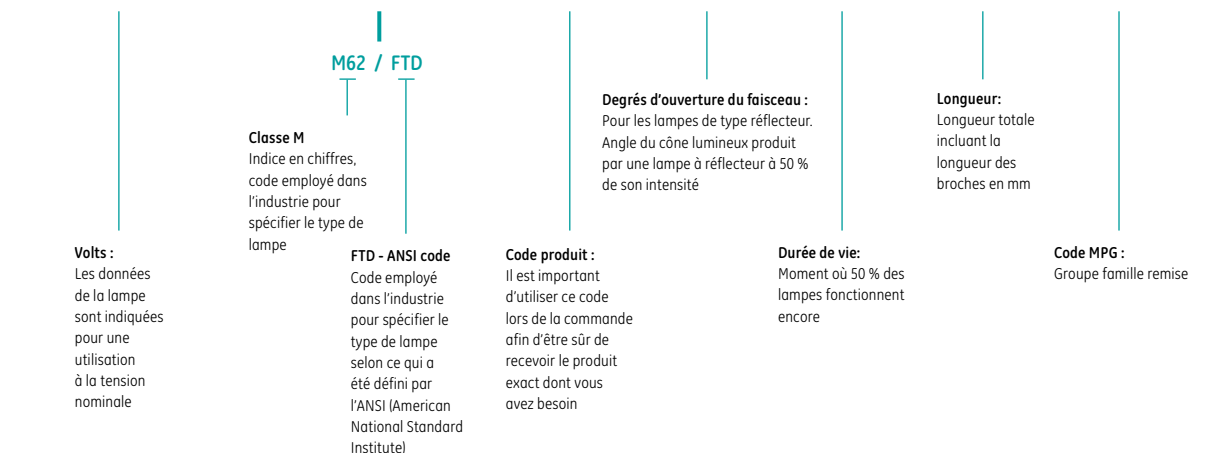 M62 / FTD
Classe M
Indice en chiffres,
code employé dans
l'industrie pour
spécifier le type de
lampe
Degrés d'ouverture du faisceau :
Pour les lampes de type réflecteur.
Angle du cône lumineux produit
par une lampe à réflecteur à 50 %
de son intensité
Longueur:
Longueur totale
incluant la
longueur des
broches en mm
Volts :
Les données
de la lampe
sont indiquées
pour une
utilisation
à la tension
nominale
FTD - ANSI code
Code employé
dans l'industrie
pour spécifier le
type de lampe
selon ce qui a
été défini par
l'ANSI (American
National Standard
Institute)
Code produit :
Il est important
d'utiliser ce code
lors de la commande
afin d'être sûr de
recevoir le produit
exact dont vous
avez besoin
Durée de vie:
Moment où 50 % des
lampes fonctionnent
encore
Code MPG :
Groupe famille remise